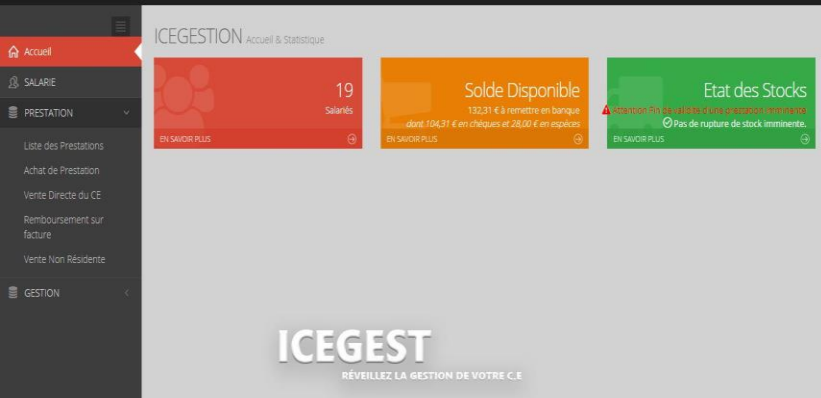 ICEGESTION Accueil & Statistique
Accueil
SALARIE
PRESTATION
Liste des Prestations
Achat de Prestation
Vente Directe du CE
Remboursement sur
facture
Vente Non Résidente
GESTION
19
Salariés
EN SAVOIR PLUS
Solde Disponible
132,31 € à remettre en banque
dont 104,31 € en chèques et 28,00 € en espèces
EN SAVOIR PLUS
Etat des Stocks
Attention Fin de validité d'une prestation imminente.
Pas de rupture de stock imminente.
EN SAVOIR PLUS
ICEGEST
RÉVEILLEZ LA GESTION DE VOTRE C.E